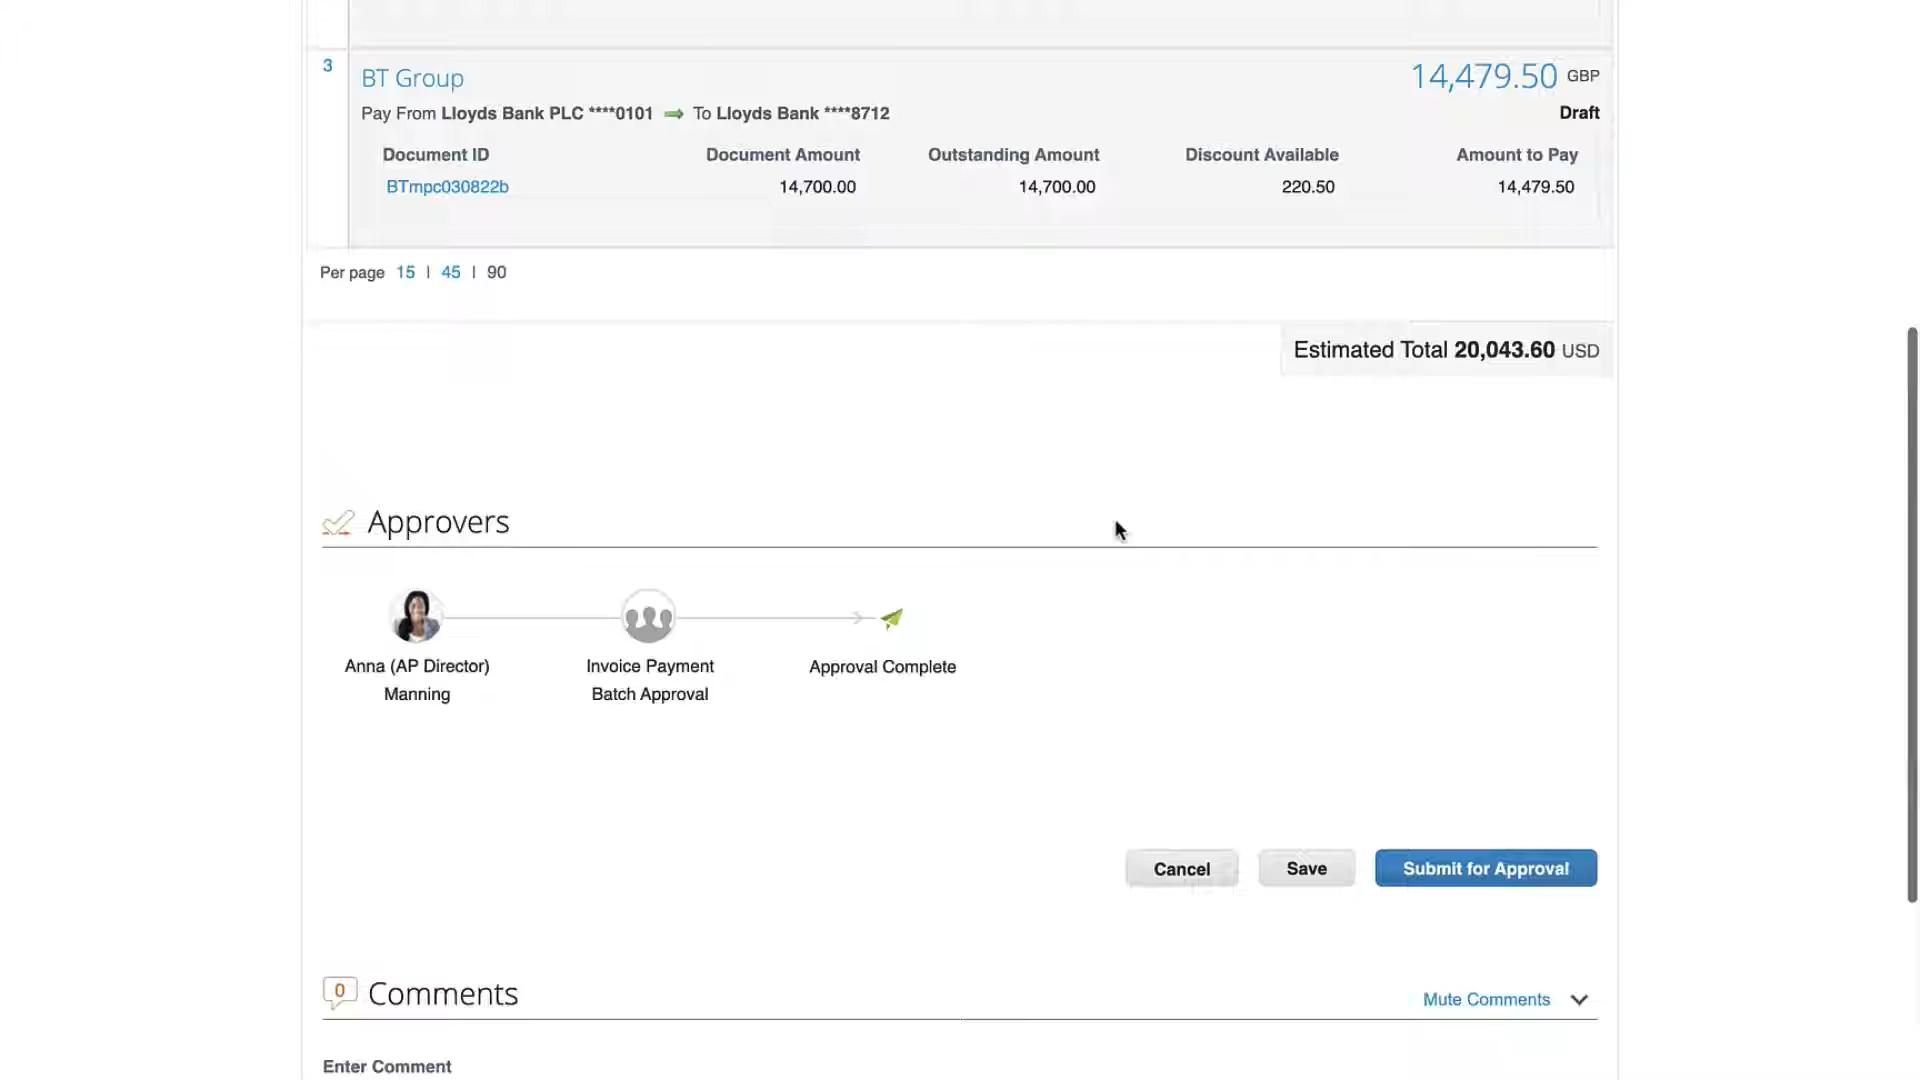 3
BT Group
14,479.50 GBP
Pay From Lloyds Bank PLC ****0101 To Lloyds Bank ****8712
Draft
Document ID Document Amount Outstanding Amount Discount Available Amount to Pay
BTmpc030822b 14,700.00 14,700.00 220.50 14,479.50
Per page 15 | 45 | 90
Estimated Total 20,043.60 USD
Approvers
Anna (AP Director) Manning
Invoice Payment Batch Approval
Approval Complete
Cancel Save Submit for Approval
0 Comments
Mute Comments
Enter Comment